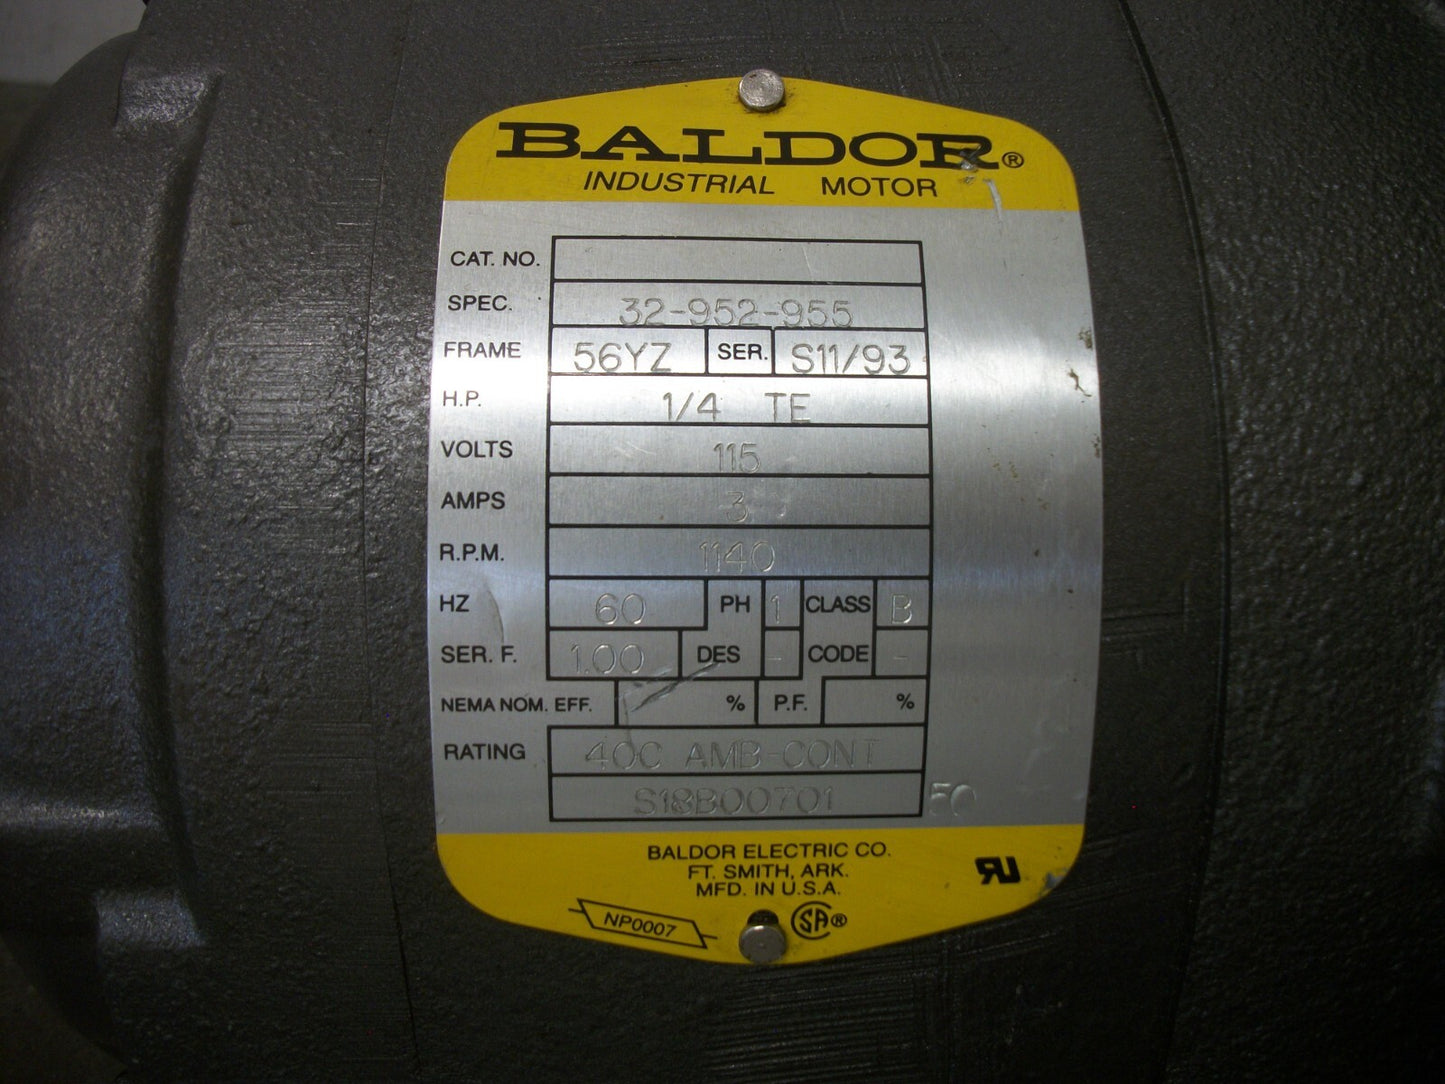 BALDOR®
INDUSTRIAL MOTOR
CAT. NO.
SPEC. 32-952-955
FRAME 56YZ SER. S11/93
H.P. 1/4 TE
VOLTS 115
AMPS 3
R.P.M. 1140
HZ 60 PH 1 CLASS B
SER. F. 1.00 DES - CODE -
NEMA NOM. EFF. % P.F. %
RATING 40C AMB-CONT
S18B00701
BALDOR ELECTRIC CO.
FT. SMITH, ARK.
MFD. IN U.S.A.
NP0007 SA®